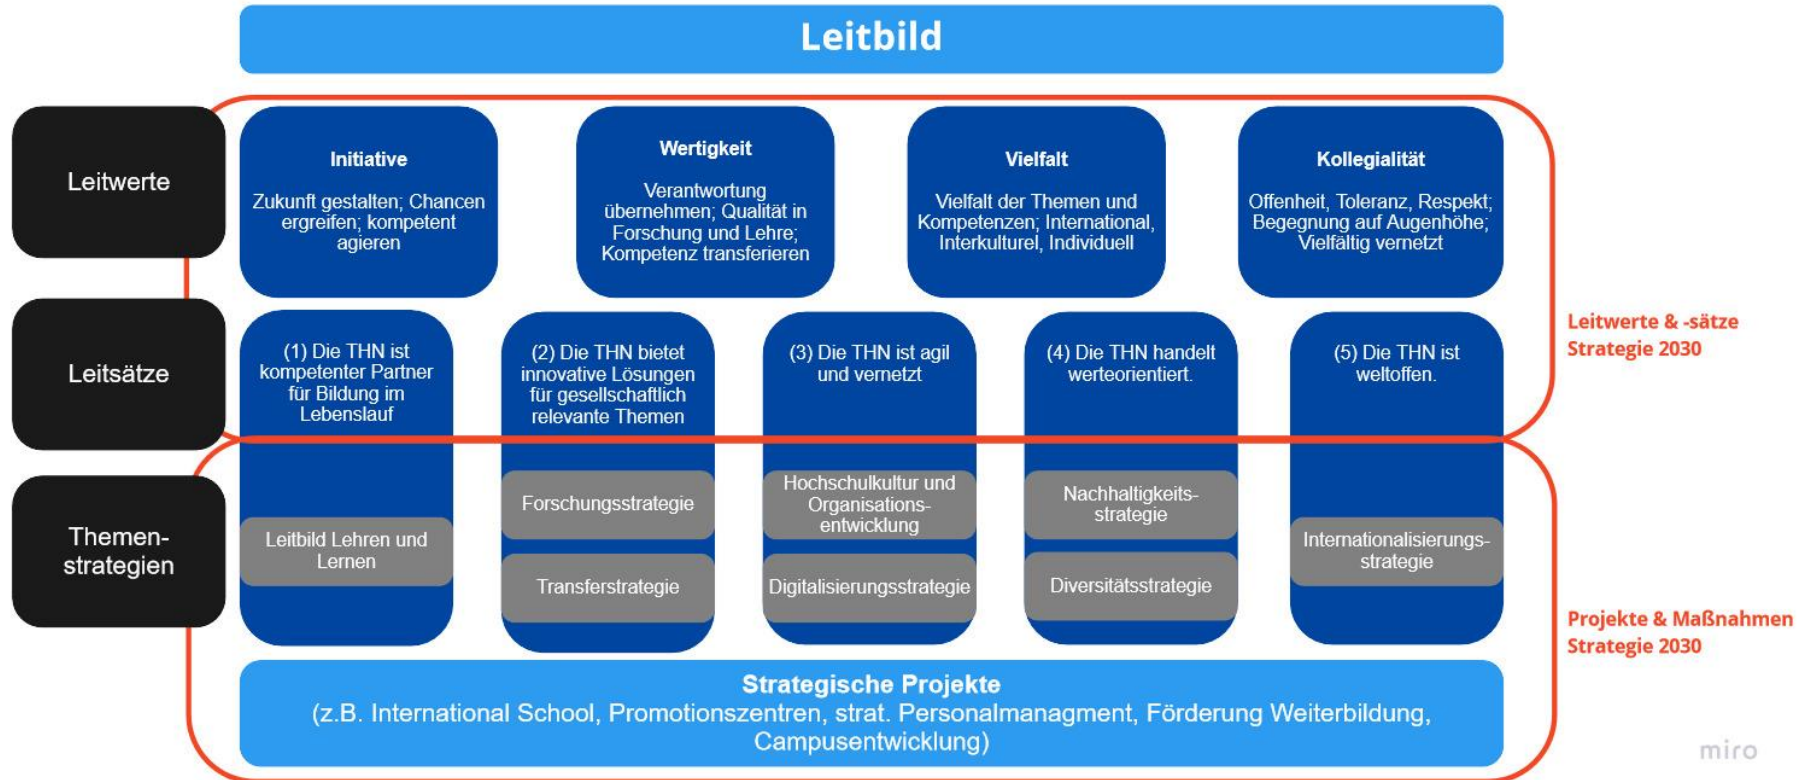 Leitbild
Leitwerte
Initiative
Zukunft gestalten; Chancen
ergreifen; kompetent
agieren
Wertigkeit
Verantwortung
übernehmen; Qualität in
Forschung und Lehre;
Kompetenz transferieren
Vielfalt
Vielfalt der Themen und
Kompetenzen; International,
Interkulturel, Individuell
Kollegialität
Offenheit, Toleranz, Respekt;
Begegnung auf Augenhöhe;
Vielfältig vernetzt
Leitwerte & -sätze
Strategie 2030
Leitsätze
(1) Die THN ist
kompetenter Partner
für Bildung im
Lebenslauf
(2) Die THN bietet
innovative Lösungen
für gesellschaftlich
relevante Themen
(3) Die THN ist agil
und vernetzt
(4) Die THN handelt
werteorientiert.
(5) Die THN ist
weltoffen.
Themen-
strategien
Leitbild Lehren und
Lernen
Forschungsstrategie
Transferstrategie
Hochschulkultur und
Organisations-
entwicklung
Digitalisierungsstrategie
Nachhaltigkeits-
strategie
Diversitätsstrategie
Internationalisierungs-
strategie
Projekte & Maßnahmen
Strategie 2030
Strategische Projekte
(z.B. International School, Promotionszentren, strat. Personalmanagment, Förderung Weiterbildung,
Campusentwicklung)
miro